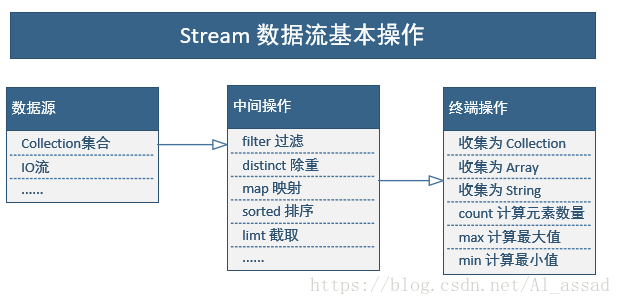 Stream 数据流基本操作
数据源
Collection集合
IO流
......
中间操作
filter 过滤
distinct 除重
map 映射
sorted 排序
limt 截取
......
终端操作
收集为 Collection
收集为 Array
收集为 String
count 计算元素数量
max 计算最大值
min 计算最小值
https://blog.csdn.net/Al_assad